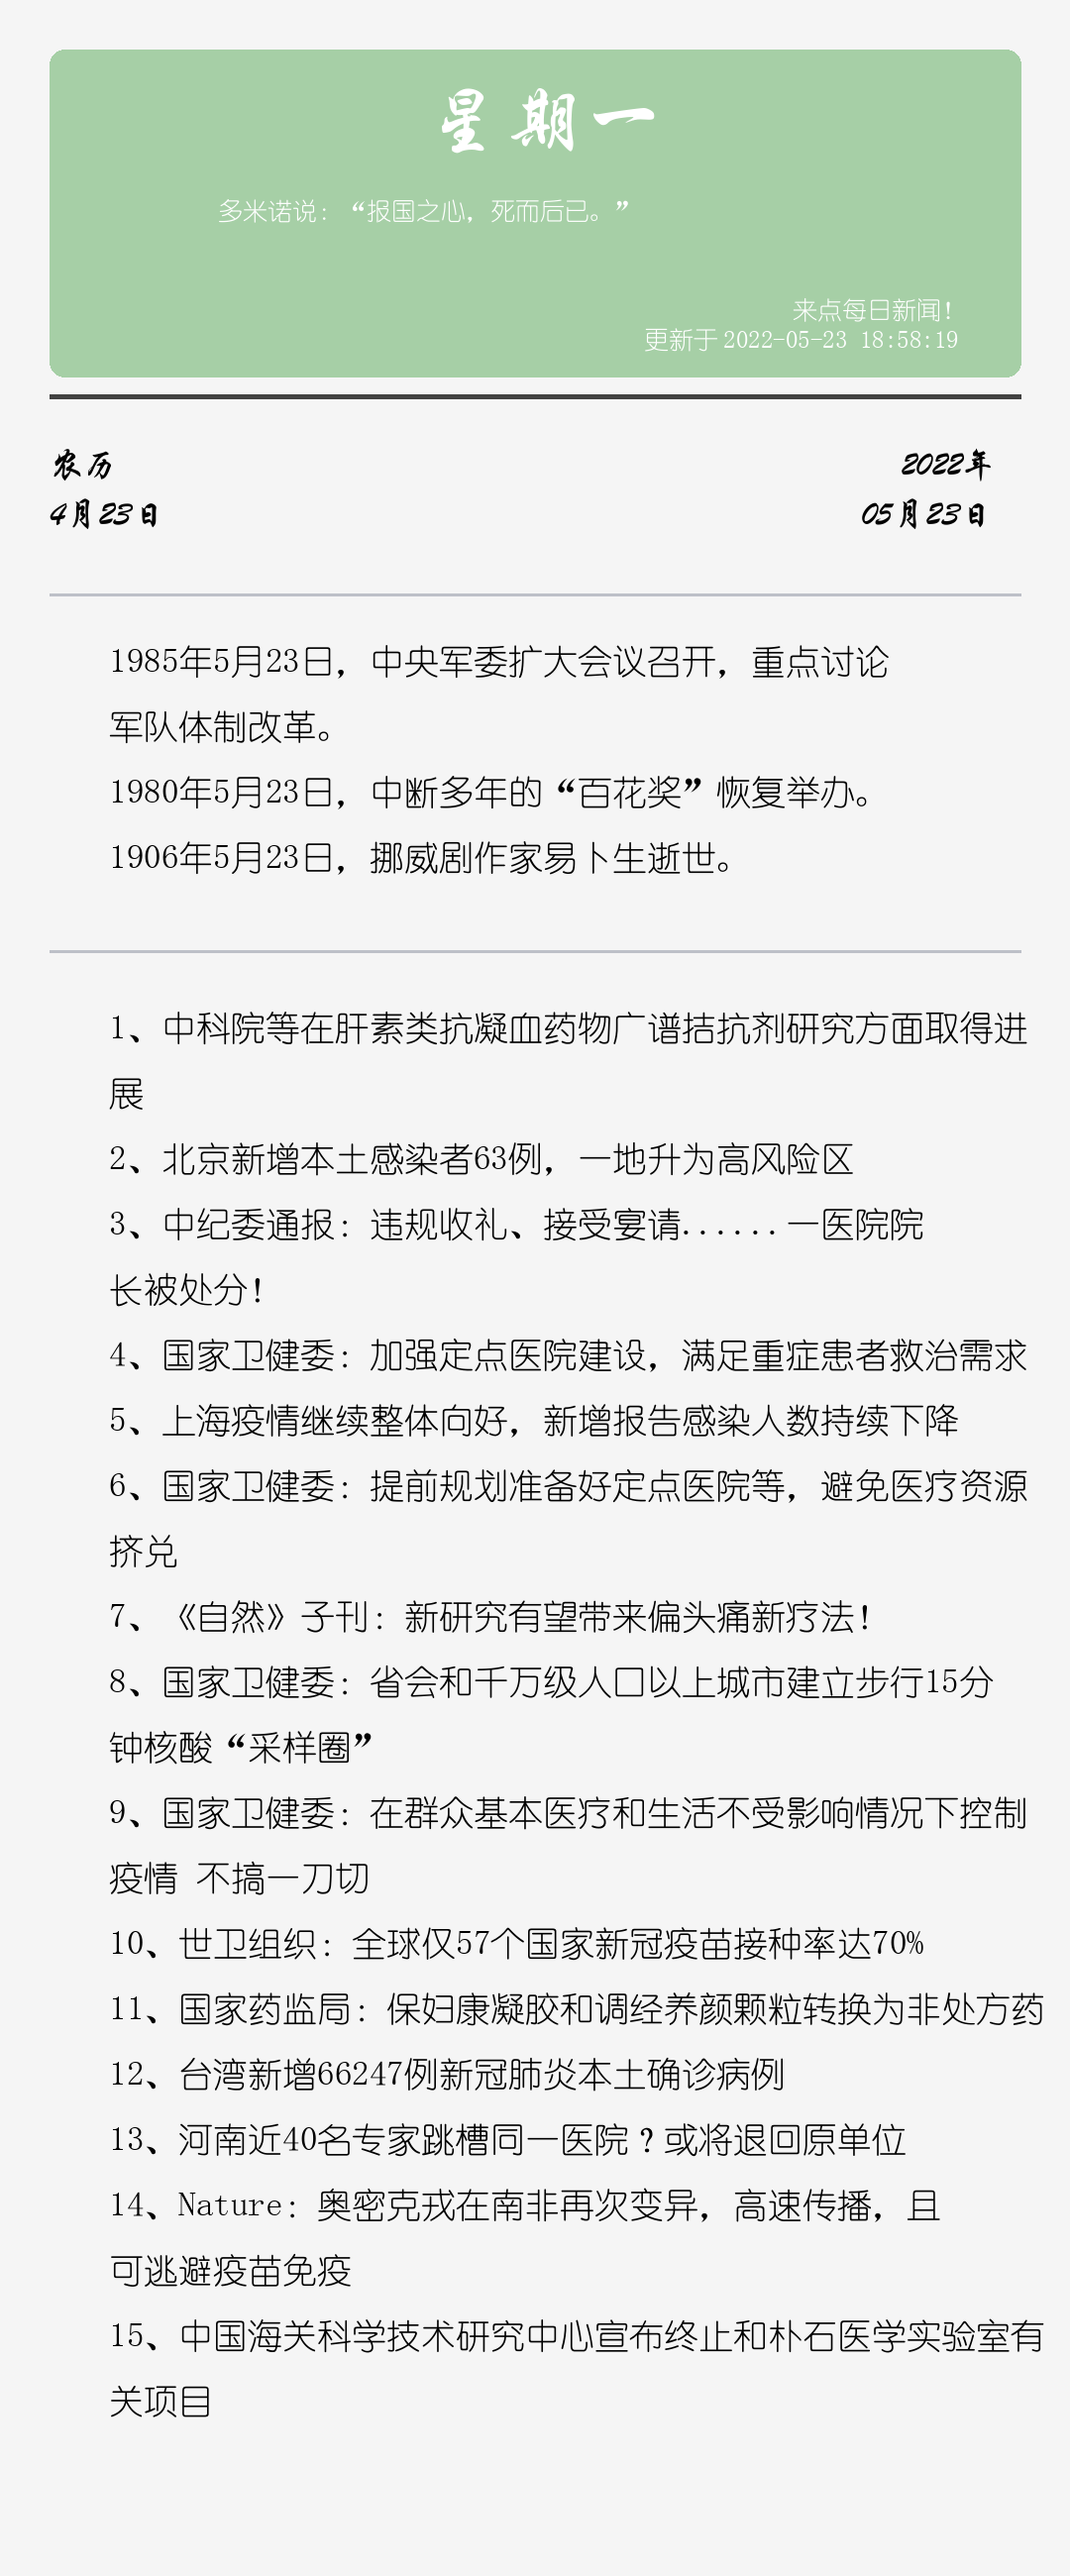 星期一
多米诺说：“报国之心，死而后已。”
来点每日新闻！
更新于 2022-05-23 18:58:19
农历
2022年
4月23日
05月23日
1985年5月23日，中央军委扩大会议召开，重点讨论
军队体制改革。
1980年5月23日，中断多年的“百花奖”恢复举办。
1906年5月23日，挪威剧作家易卜生逝世。
1、中科院等在肝素类抗凝血药物广谱拮抗剂研究方面取得进
展
2、北京新增本土感染者63例，一地升为高风险区
3、中纪委通报：违规收礼、接受宴请......一医院院
长被处分！
4、国家卫健委：加强定点医院建设，满足重症患者救治需求
5、上海疫情继续整体向好，新增报告感染人数持续下降
6、国家卫健委：提前规划准备好定点医院等，避免医疗资源
挤兑
7、《自然》子刊：新研究有望带来偏头痛新疗法！
8、国家卫健委：省会和千万级人口以上城市建立步行15分
钟核酸“采样圈”
9、国家卫健委：在群众基本医疗和生活不受影响情况下控制
疫情 不搞一刀切
10、世卫组织：全球仅57个国家新冠疫苗接种率达70%
11、国家药监局：保妇康凝胶和调经养颜颗粒转换为非处方药
12、台湾新增66247例新冠肺炎本土确诊病例
13、河南近40名专家跳槽同一医院？或将退回原单位
14、Nature：奥密克戎在南非再次变异，高速传播，且
可逃避疫苗免疫
15、中国海关科学技术研究中心宣布终止和朴石医学实验室有
关项目